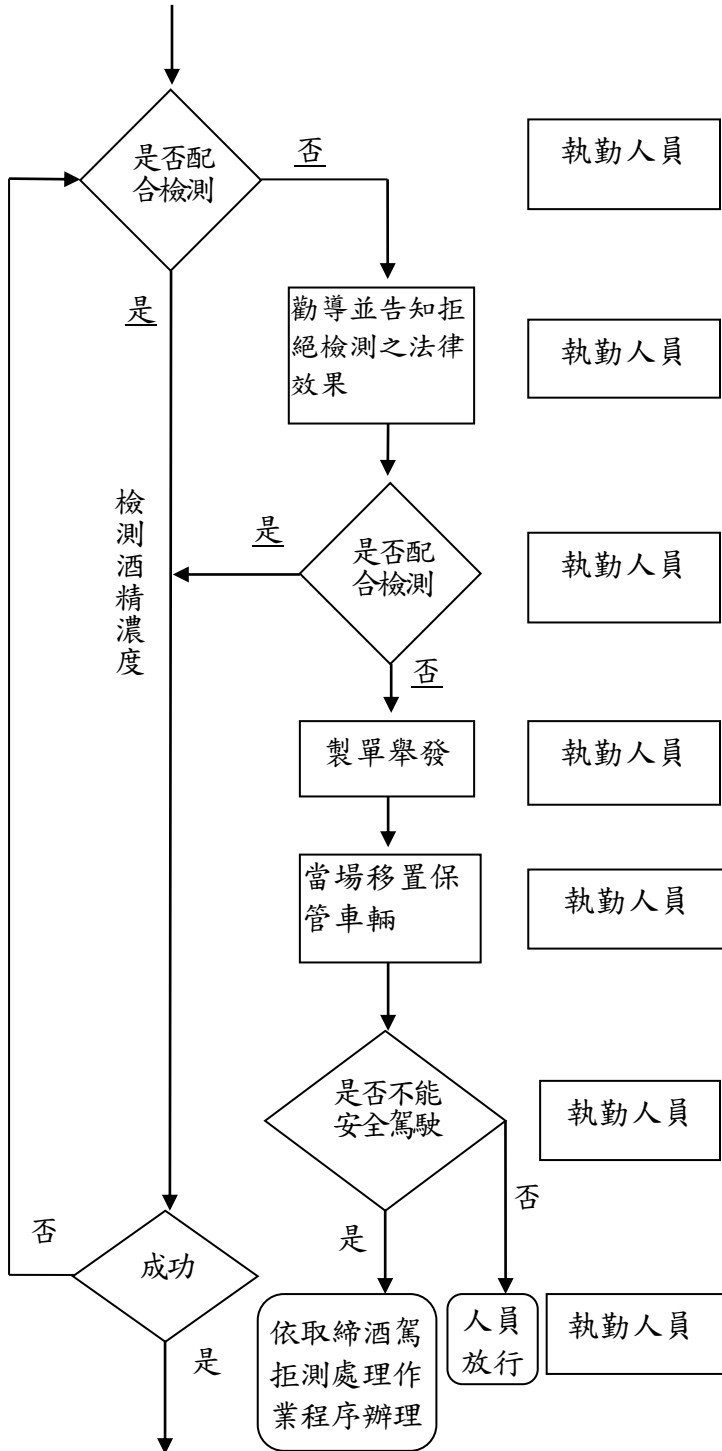 是否配
合檢測
否
執勤人員
是
勸導並告知拒
絕檢測之法律
效果
執勤人員
檢測酒精濃度
是
是否配
合檢測
執勤人員
否
製單舉發
執勤人員
當場移置保
管車輛
執勤人員
是否不能
安全駕駛
執勤人員
否
成功
是
是
否
依取締酒駕
拒測處理作
業程序辦理
人員
放行
執勤人員